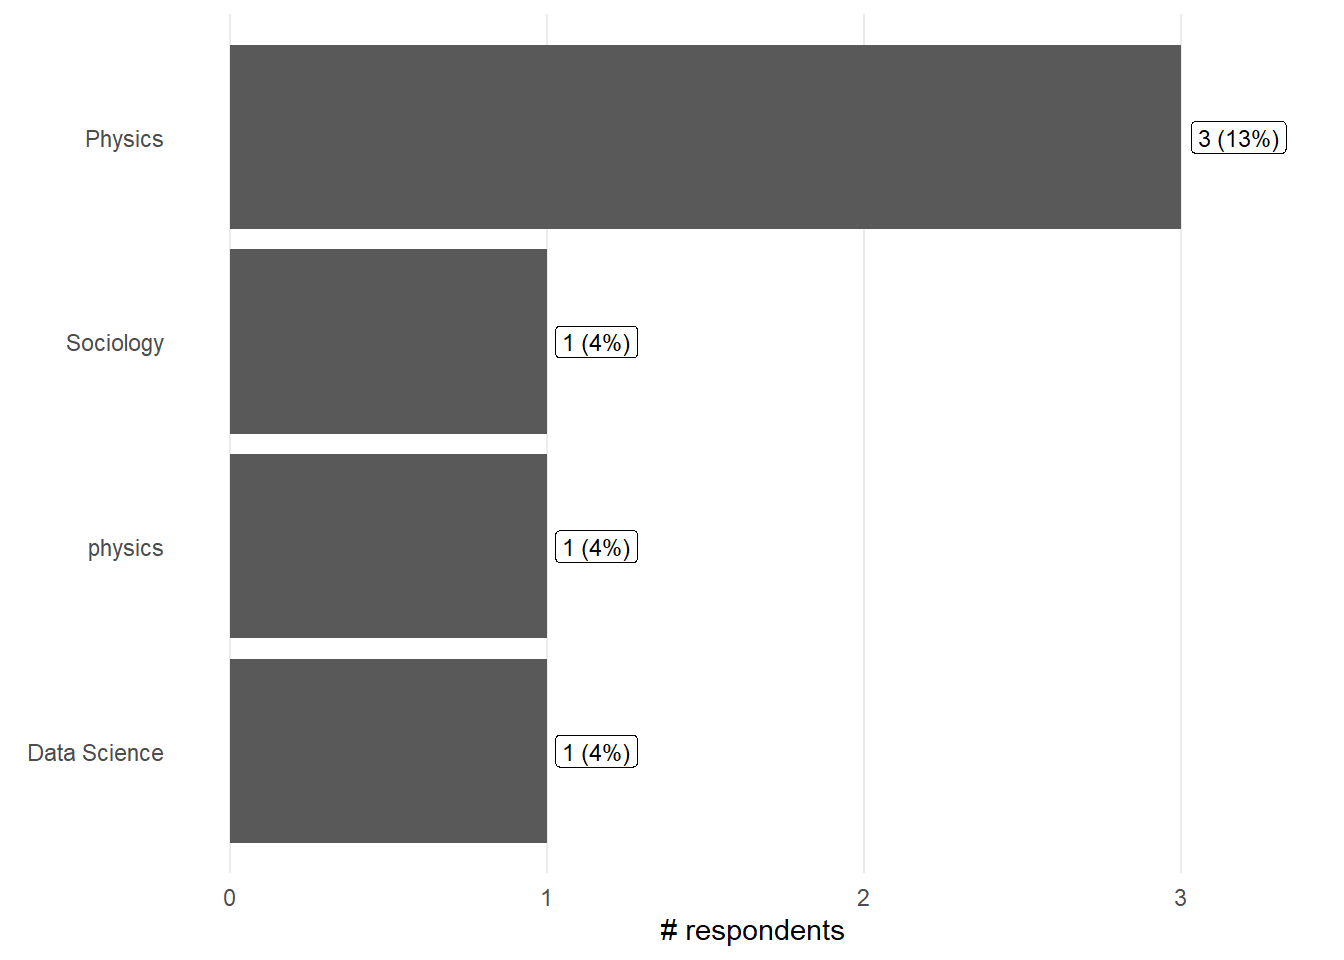 Physics
3 (13%)
Sociology
1 (4%)
physics
1 (4%)
Data Science
1 (4%)
0 1 2 3
# respondents